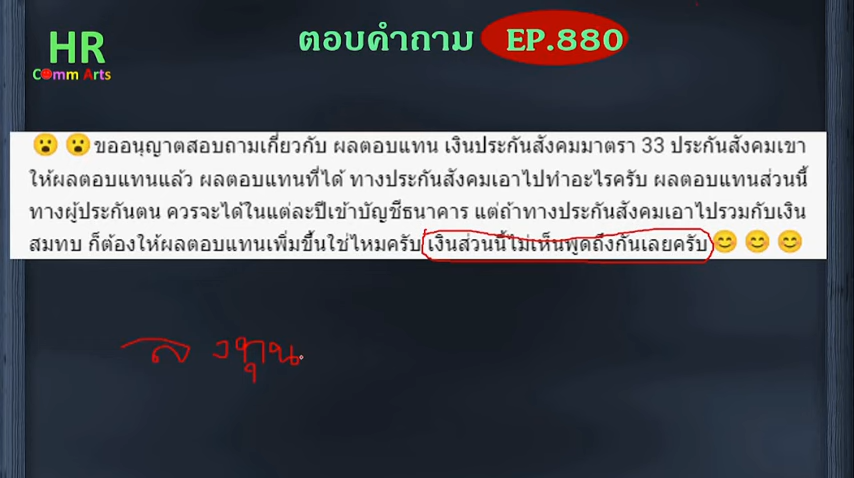 HR
Comm Arts
ตอบคำถาม EP.880
😮 😮 ขออนุญาตสอบถามเกี่ยวกับ ผลตอบแทน เงินประกันสังคมมาตรา 33 ประกันสังคมเขา
ให้ผลตอบแทนแล้ว ผลตอบแทนที่ได้ ทางประกันสังคมเอาไปทำอะไรครับ ผลตอบแทนส่วนนี้
ทางผู้ประกันตน ควรจะได้ในแต่ละปีเข้าบัญชีธนาคาร แต่ถ้าทางประกันสังคมเอาไปรวมกับเงิน
สมทบ ก็ต้องให้ผลตอบแทนเพิ่มขึ้นใช่ไหมครับ เงินส่วนนี้ไม่เห็นพูดถึงกันเลยครับ 😊 😊 😊
ลงทุน